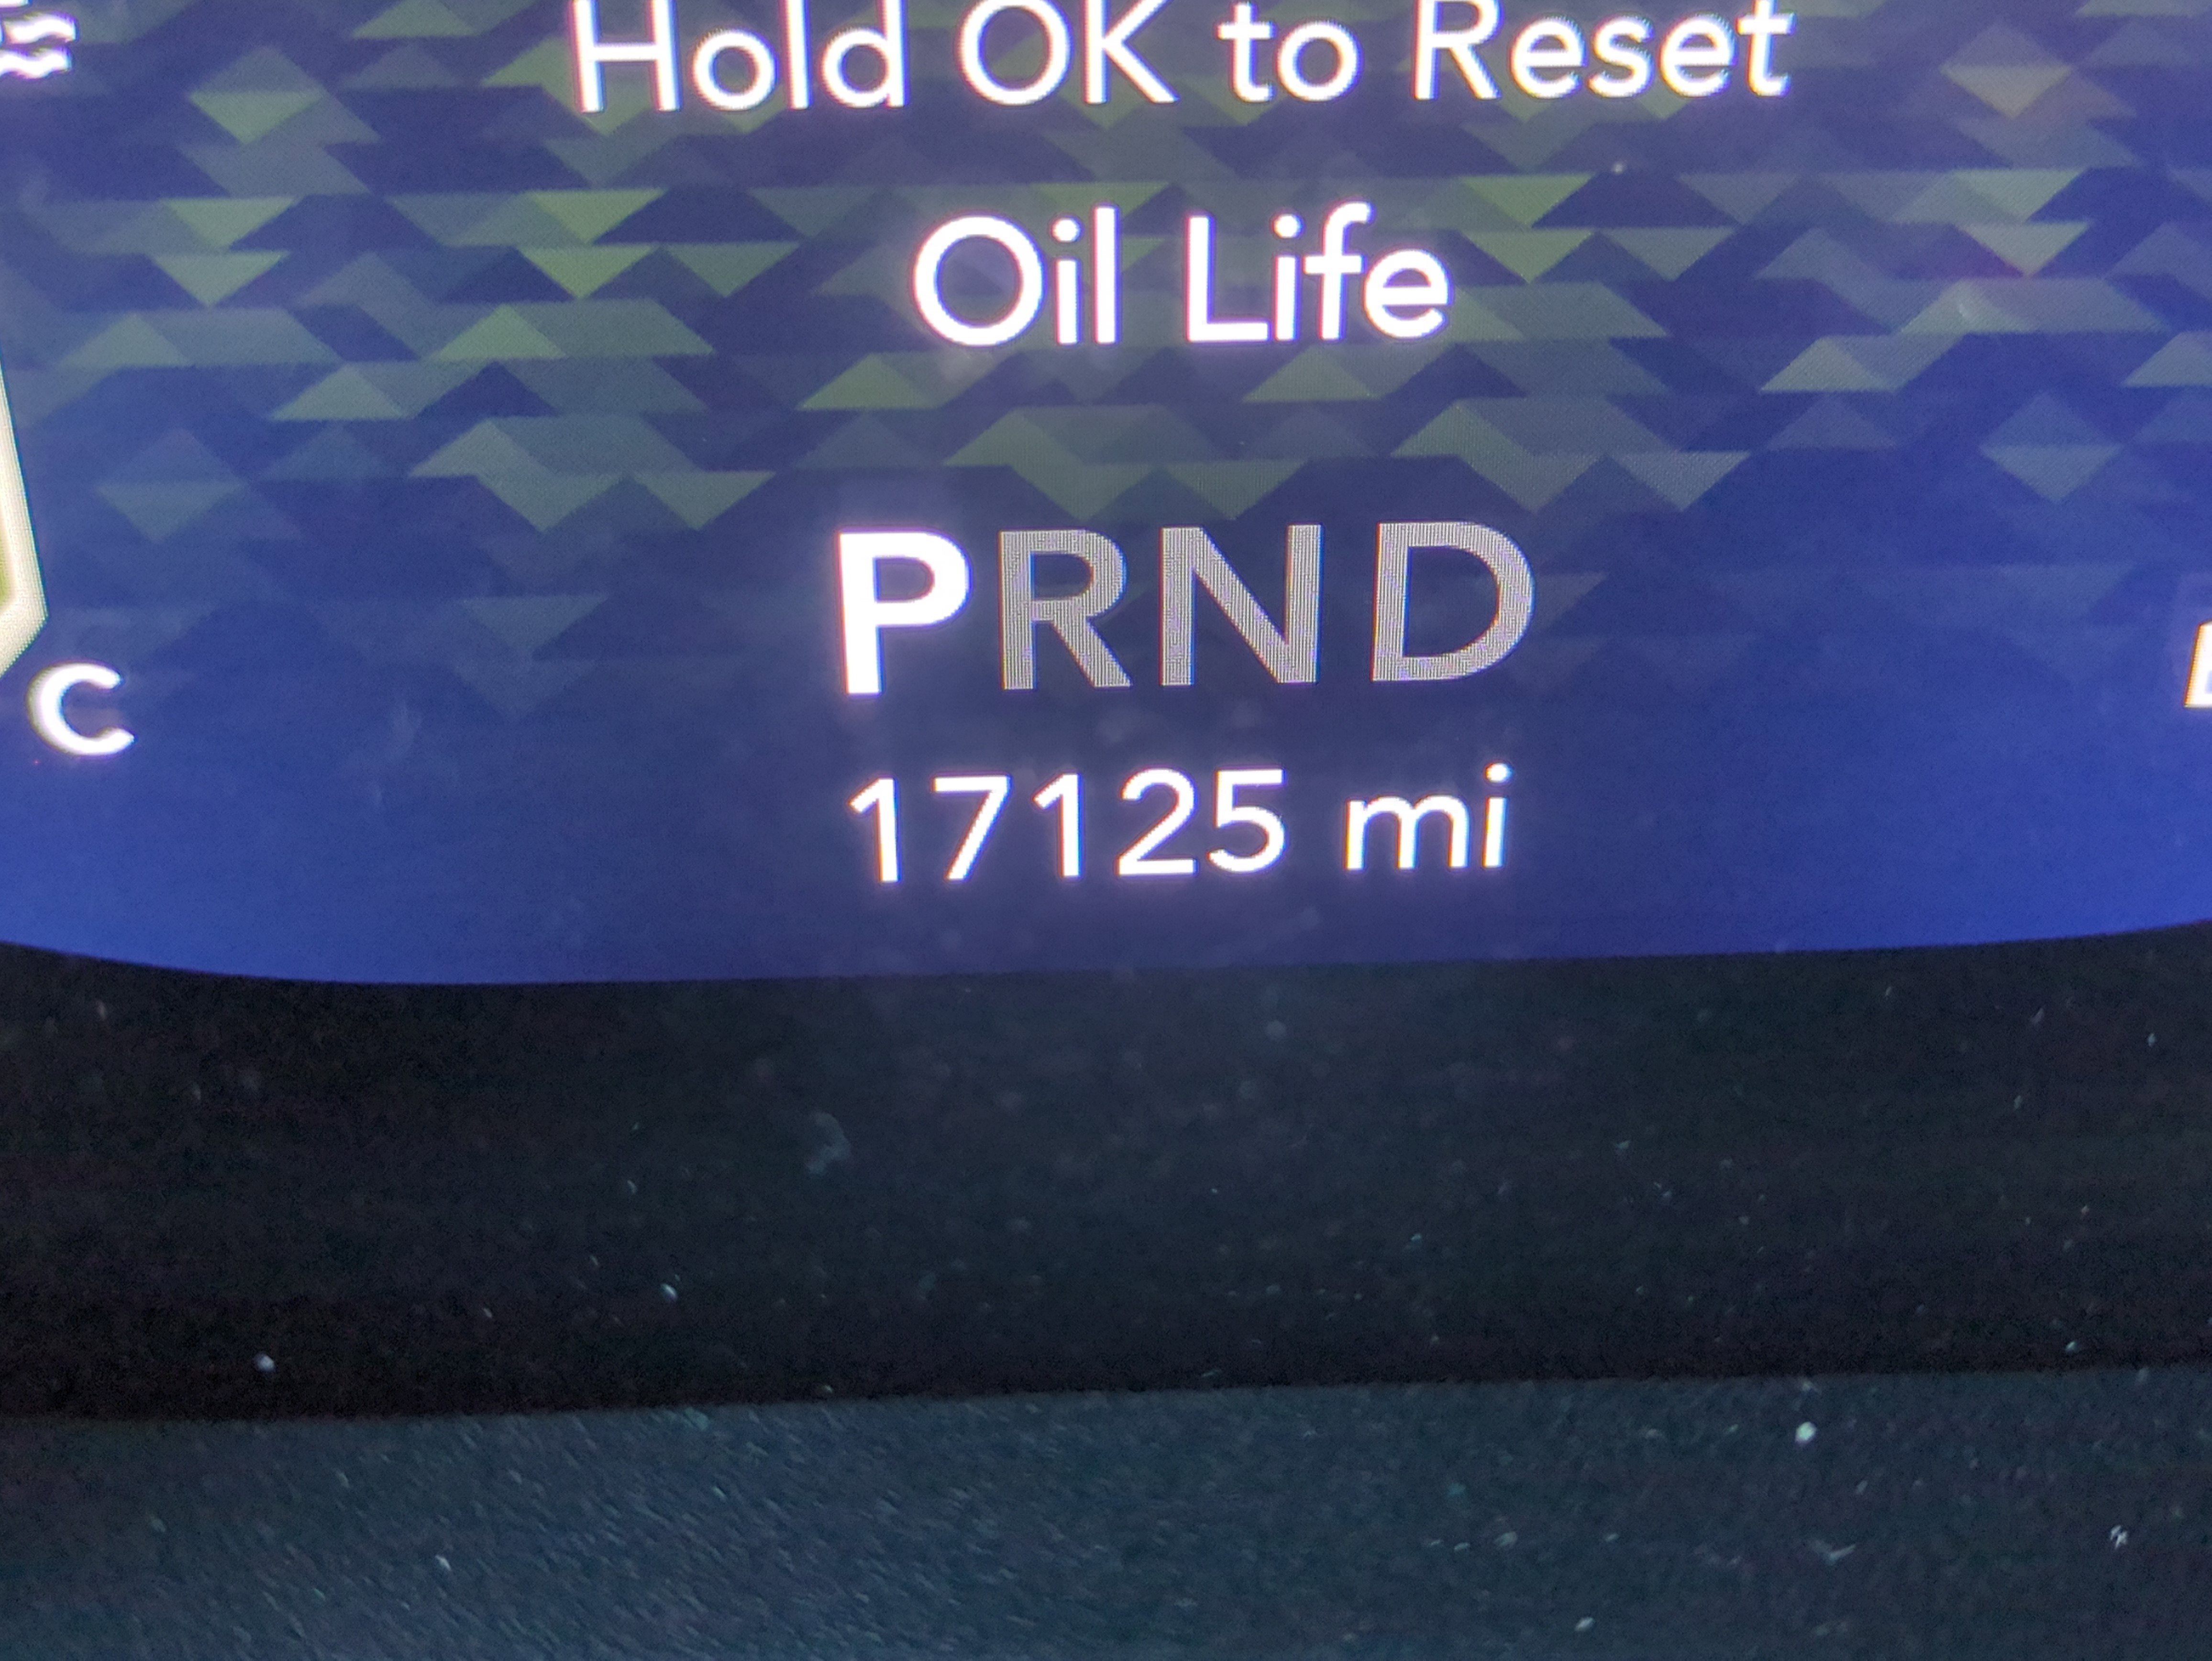 Hold OK to Reset
Oil Life
PRND
C
17125 mi